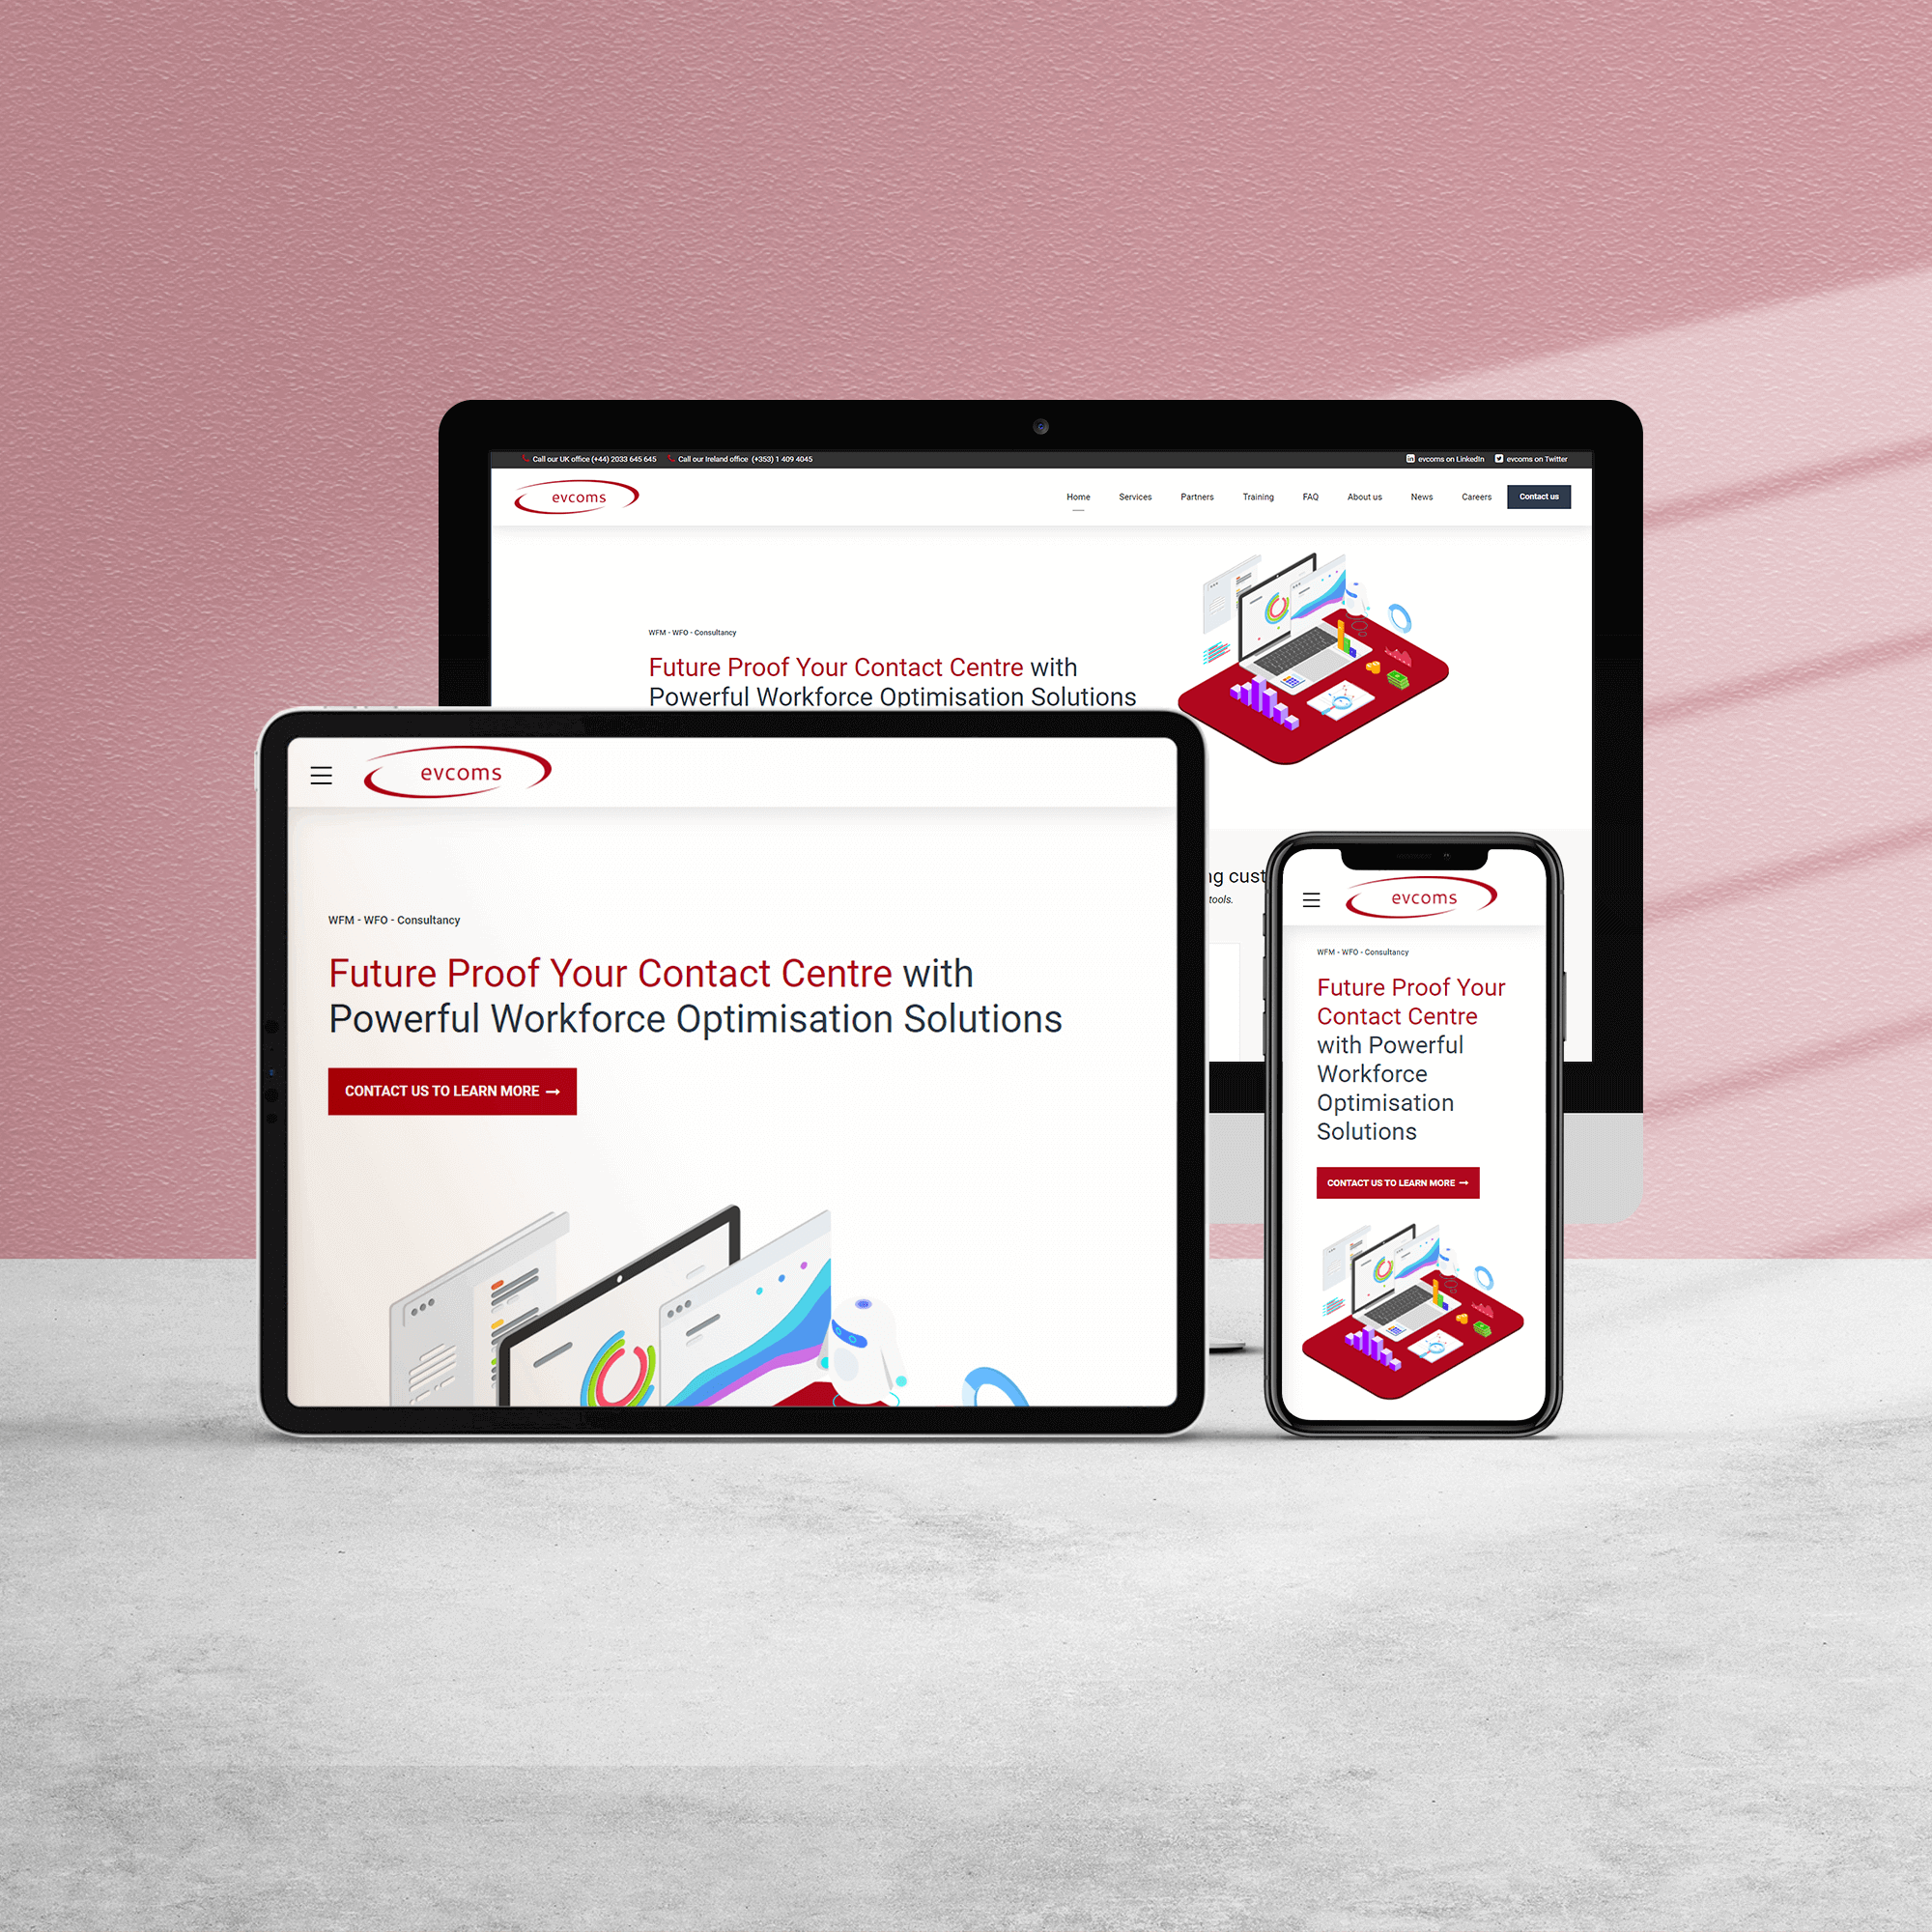 Call our UK office (+44) 2033 645 645 Call our Ireland office (+353) 1 409 4045 evcoms on LinkedIn evcoms on Twitter
evcoms Home Services Partners Training FAQ About us News Careers Contact us
WFM - WFO - Consultancy
Future Proof Your Contact Centre with
Powerful Workforce Optimisation Solutions
tools.
evcoms
WFM - WFO - Consultancy
Future Proof Your Contact Centre with
Powerful Workforce Optimisation Solutions
CONTACT US TO LEARN MORE →
evcoms
WFM - WFO - Consultancy
Future Proof Your
Contact Centre
with Powerful
Workforce
Optimisation
Solutions
CONTACT US TO LEARN MORE →